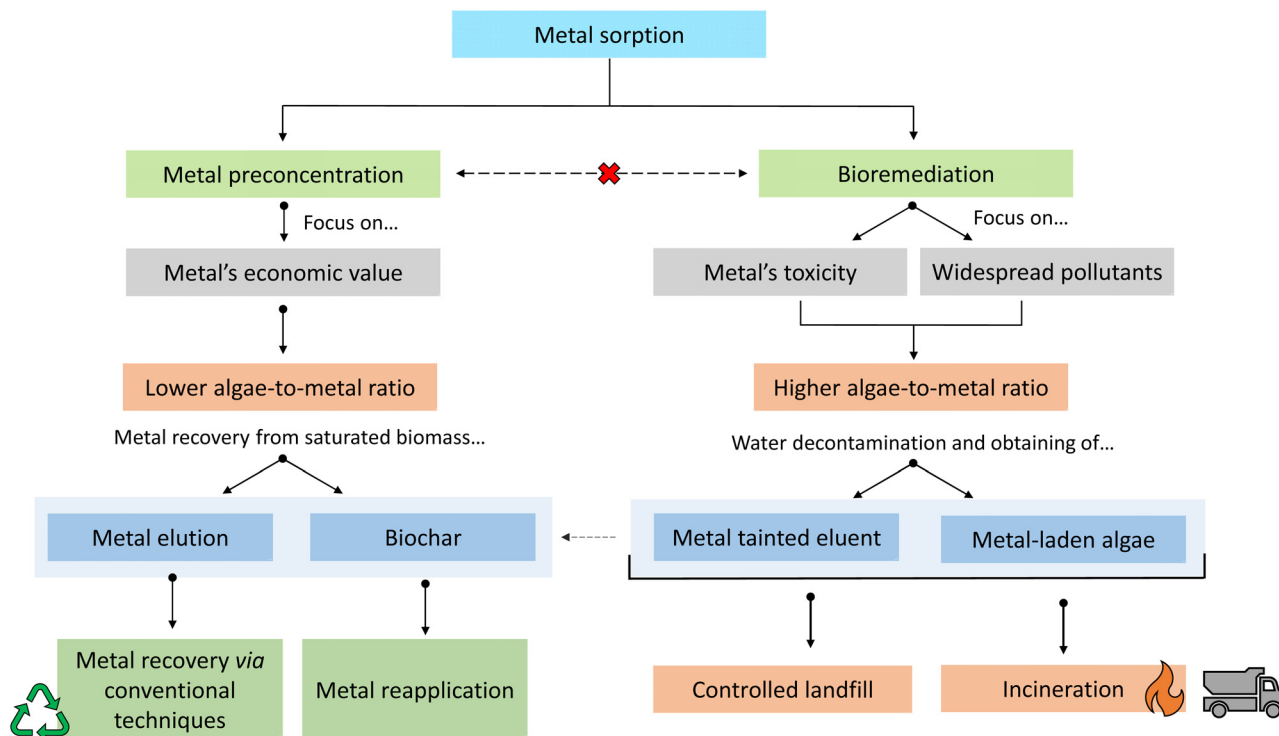 Metal sorption
Metal preconcentration
Bioremediation
Focus on...
Focus on...
Metal's economic value
Metal's toxicity
Widespread pollutants
Lower algae-to-metal ratio
Higher algae-to-metal ratio
Metal recovery from saturated biomass...
Water decontamination and obtaining of...
Metal elution
Biochar
Metal tainted eluent
Metal-laden algae
Metal recovery via
conventional
techniques
Metal reapplication
Controlled landfill
Incineration